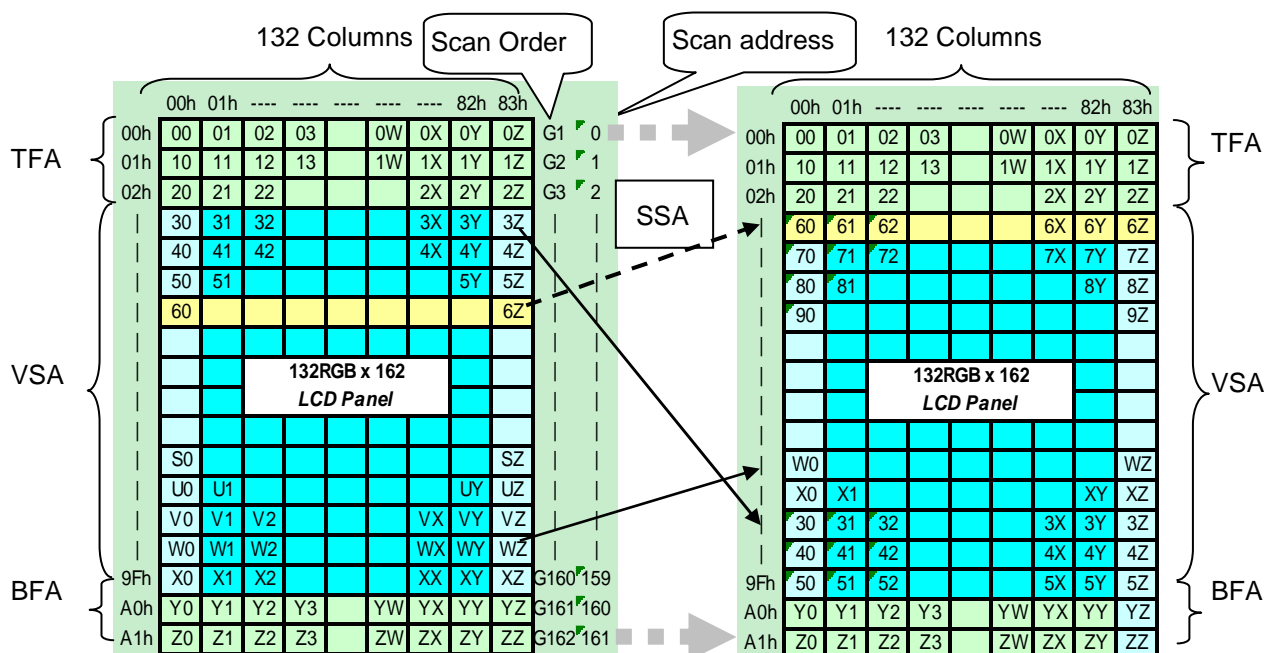 132 Columns Scan Order Scan address 132 Columns
00h 01h ---- ---- ---- ---- ---- 82h 83h
00h 00 01 02 03 0W 0X 0Y 0Z G1 0
01h 10 11 12 13 1W 1X 1Y 1Z G2 1
02h 20 21 22 2X 2Y 2Z G3 2
30 31 32 3X 3Y 3Z
40 41 42 4X 4Y 4Z
50 51 5Y 5Z
60 6Z
132RGB x 162
LCD Panel
S0 SZ
U0 U1 UY UZ
V0 V1 V2 VX VY VZ
W0 W1 W2 WX WY WZ
9Fh X0 X1 X2 XX XY XZ G160 159
A0h Y0 Y1 Y2 Y3 YW YX YY YZ G161 160
A1h Z0 Z1 Z2 Z3 ZW ZX ZY ZZ G162 161
TFA
VSA
BFA
SSA
00h 01h ---- ---- ---- ---- ---- 82h 83h
00h 00 01 02 03 0W 0X 0Y 0Z
01h 10 11 12 13 1W 1X 1Y 1Z
02h 20 21 22 2X 2Y 2Z
60 61 62 6X 6Y 6Z
70 71 72 7X 7Y 7Z
80 81 8Y 8Z
90 9Z
132RGB x 162
LCD Panel
W0 WZ
X0 X1 XY XZ
30 31 32 3X 3Y 3Z
40 41 42 4X 4Y 4Z
9Fh 50 51 52 5X 5Y 5Z
A0h Y0 Y1 Y2 Y3 YW YX YY YZ
A1h Z0 Z1 Z2 Z3 ZW ZX ZY ZZ
TFA
VSA
BFA